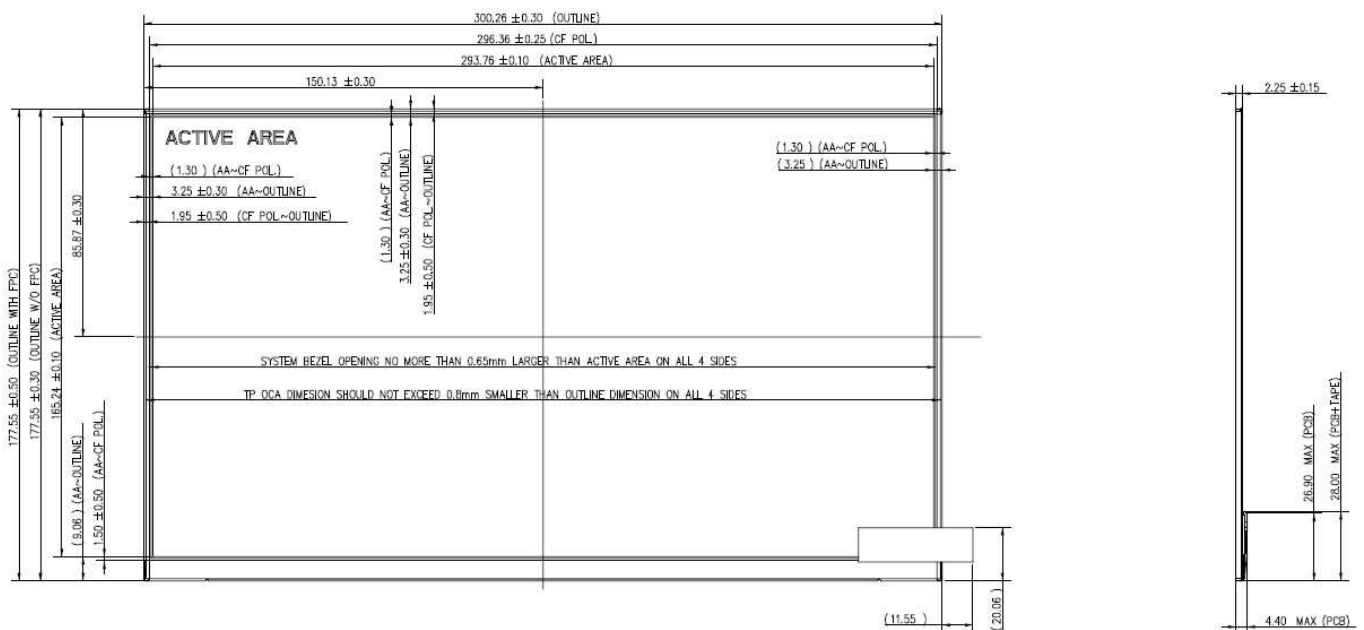 300.26 ±0.30 (OUTLINE)
296.36 ±0.25 (CF POL.)
293.76 ±0.10 (ACTIVE AREA)
150.13 ±0.30
2.25 ±0.15
ACTIVE AREA
(1.30 ) (AA~CF POL.)
3.25 ±0.30 (AA~OUTLINE)
1.95 ±0.50 (CF POL~OUTLINE)
(1.30 ) (AA~CF POL.)
3.25 ±0.30 (AA~OUTLINE)
1.95 ±0.50 (CF POL~OUTLINE)
(1.30 ) (AA~CF POL.)
(3.25 ) (AA~OUTLINE)
85.87 ±0.30
177.55 ±0.50 (OUTLINE WITH FPC)
177.55 ±0.30 (OUTLINE W/O FPC)
165.24 ±0.10 (ACTIVE AREA)
(9.06) (AA~OUTLINE)
1.50 ±0.50 (AA~CF POL.)
SYSTEM BEZEL OPENING NO MORE THAN 0.65mm LARGER THAN ACTIVE AREA ON ALL 4 SIDES
TP OCA DIMESION SHOULD NOT EXCEED 0.8mm SMALLER THAN OUTLINE DIMENSION ON ALL 4 SIDES
26.90 MAX (PCB)
28.00 MAX (PCB+TAPE)
(11.55 )
(20.06)
4.40 MAX (PCB)